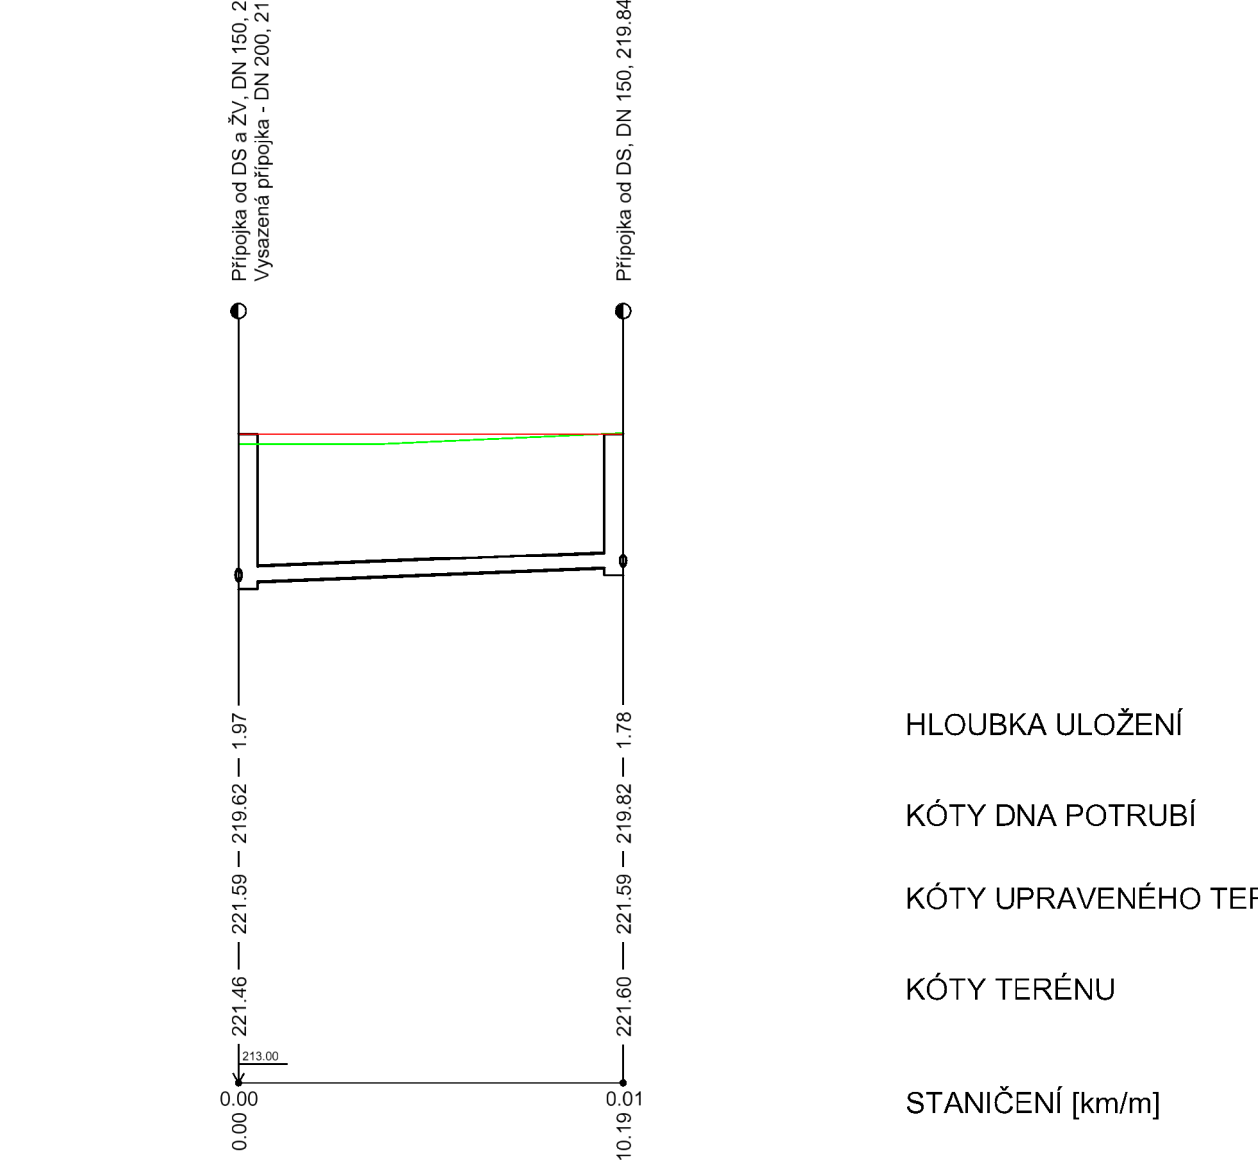 Přípojka od DS a ŽV, DN 150, 2
Vysazená přípojka - DN 200, 21
Přípojka od DS, DN 150, 219.84
1.97
1.78
HLOUBKA ULOŽENÍ
219.62
219.82
KÓTY DNA POTRUBÍ
221.59
221.59
KÓTY UPRAVENÉHO TER
221.46
221.60
KÓTY TERÉNU
213.00
0.00
0.01
STANIČENÍ [km/m]
0.00
10.19